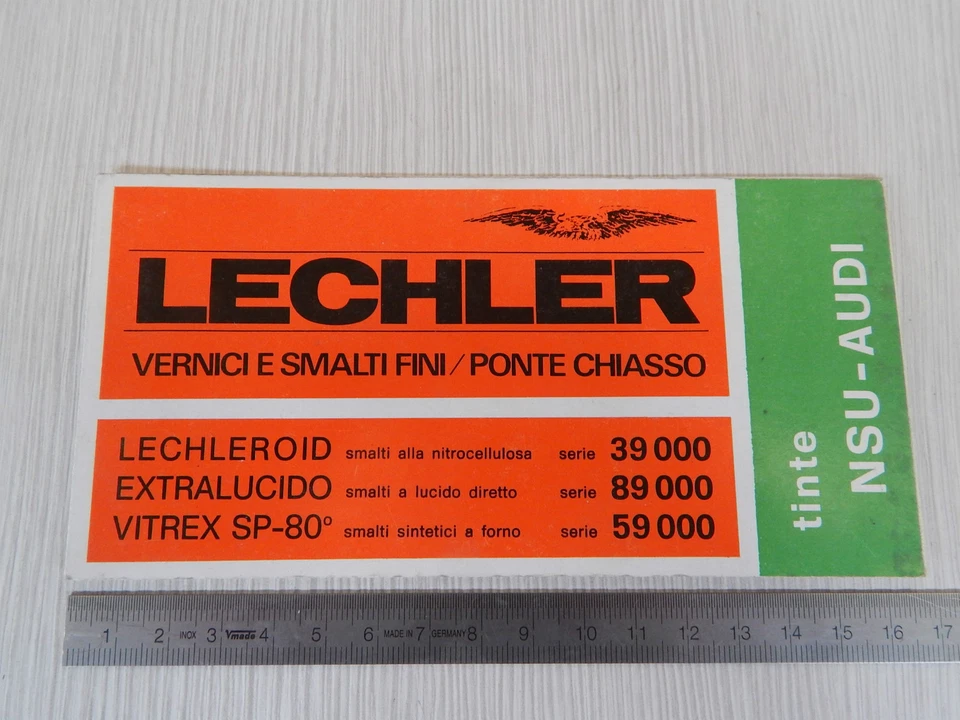 LECHLER
VERNICI E SMALTI FINI / PONTE CHIASSO
LECHLEROID smalti alla nitrocellulosa serie 39 000
EXTRALUCIDO smalti a lucido diretto serie 89 000
VITREX SP-80° smalti sintetici a forno serie 59 000
tinte
NSU-AUDI
1 2 INOX 3 Ymade 4 5 6 MADE IN 7 GERMANY 8 9 10 11 12 13 14 15 16 17